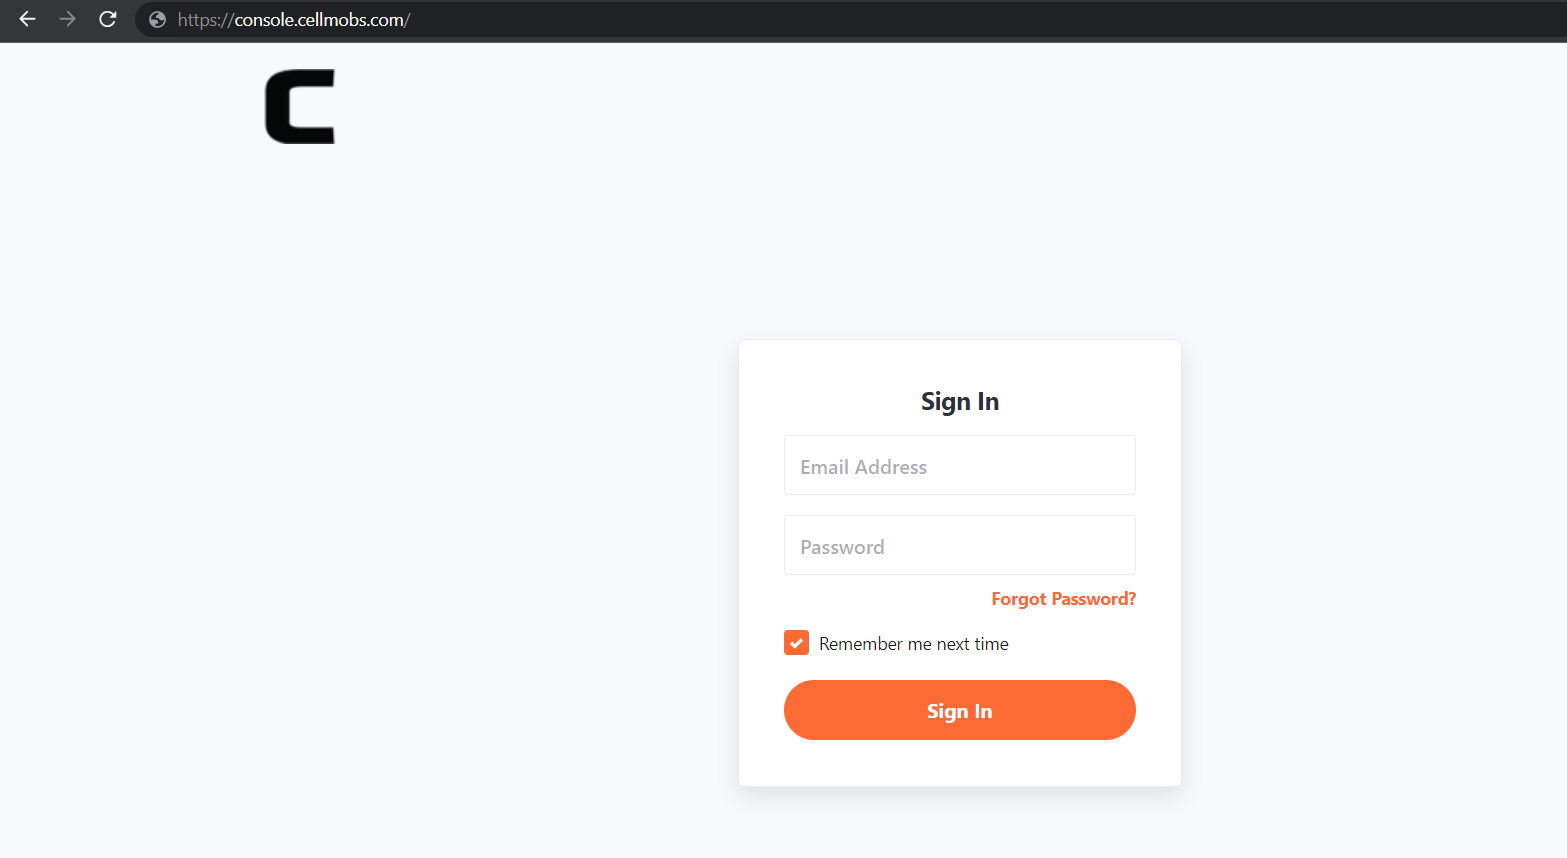 https://console.cellmobs.com/
C
Sign In
Email Address
Password
Forgot Password?
Remember me next time
Sign In